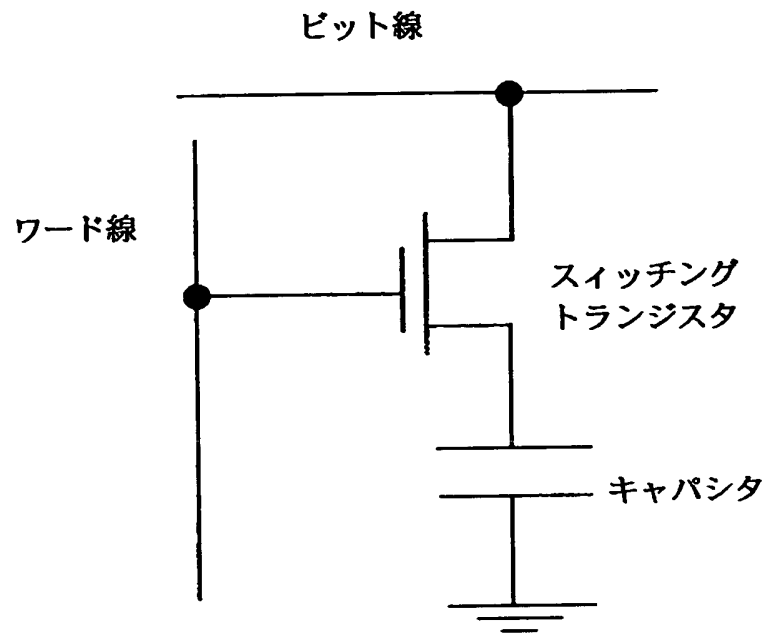 ビット線
ワード線
スィッチング
トランジスタ
キャパシタ